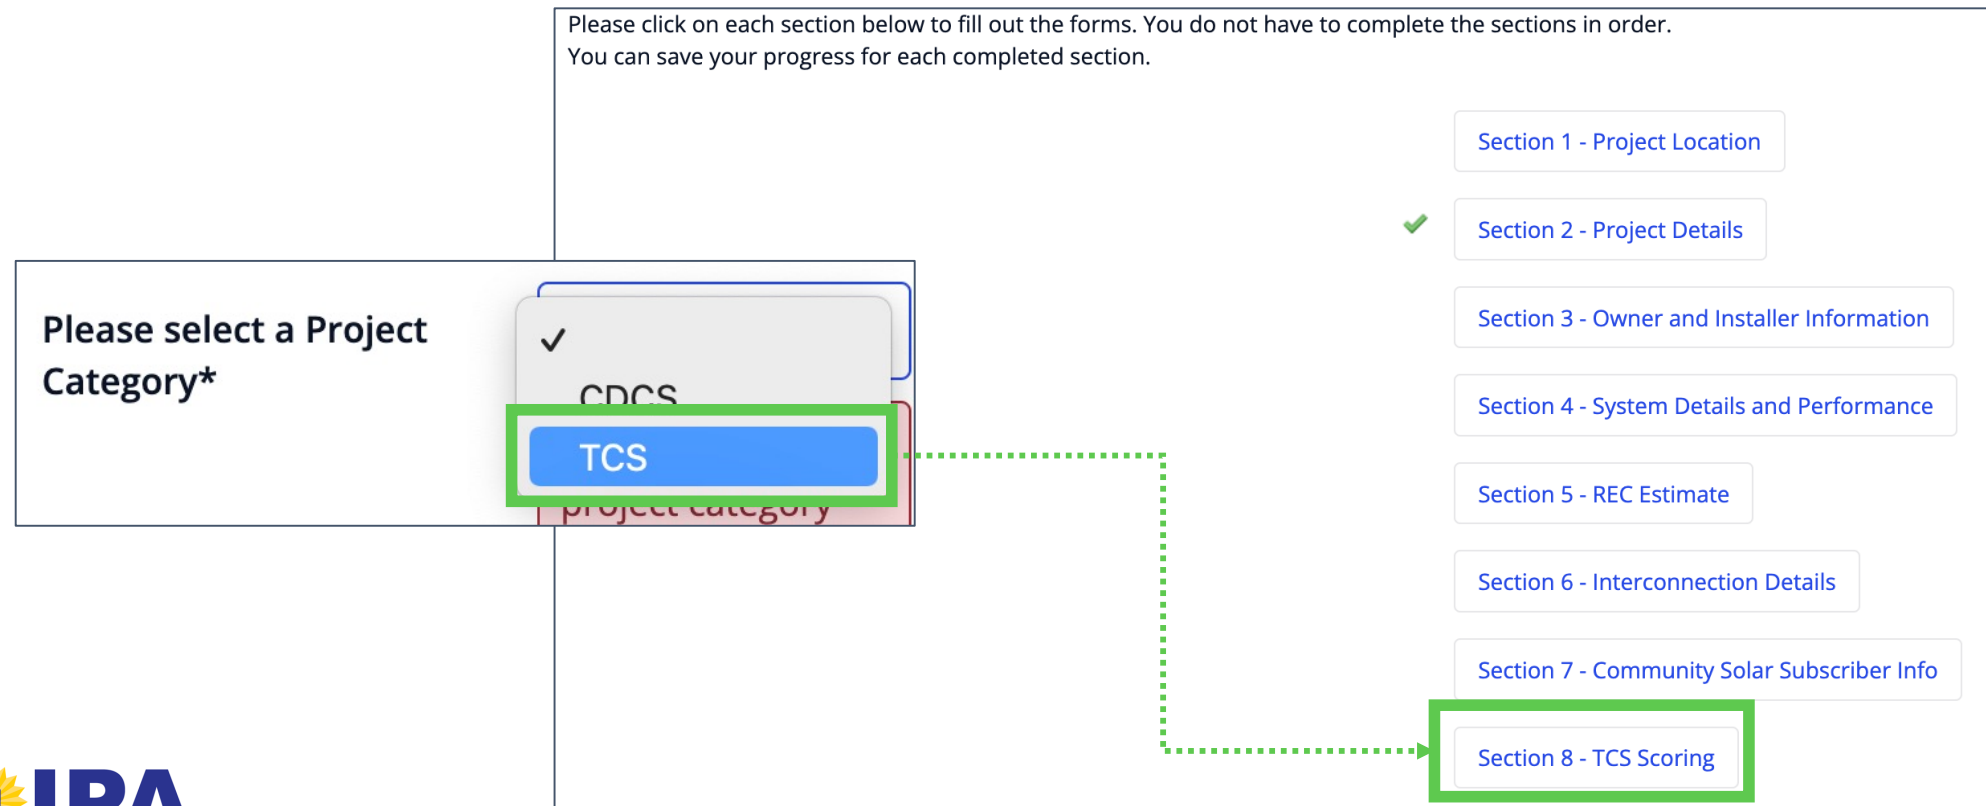 Please click on each section below to fill out the forms. You do not have to complete the sections in order.
You can save your progress for each completed section.
Section 1 - Project Location
Section 2 - Project Details
Section 3 - Owner and Installer Information
Section 4 - System Details and Performance
Section 5 - REC Estimate
Section 6 - Interconnection Details
Section 7 - Community Solar Subscriber Info
Section 8 - TCS Scoring
Please select a Project
Category*
CDCS
TCS
project category
IPA